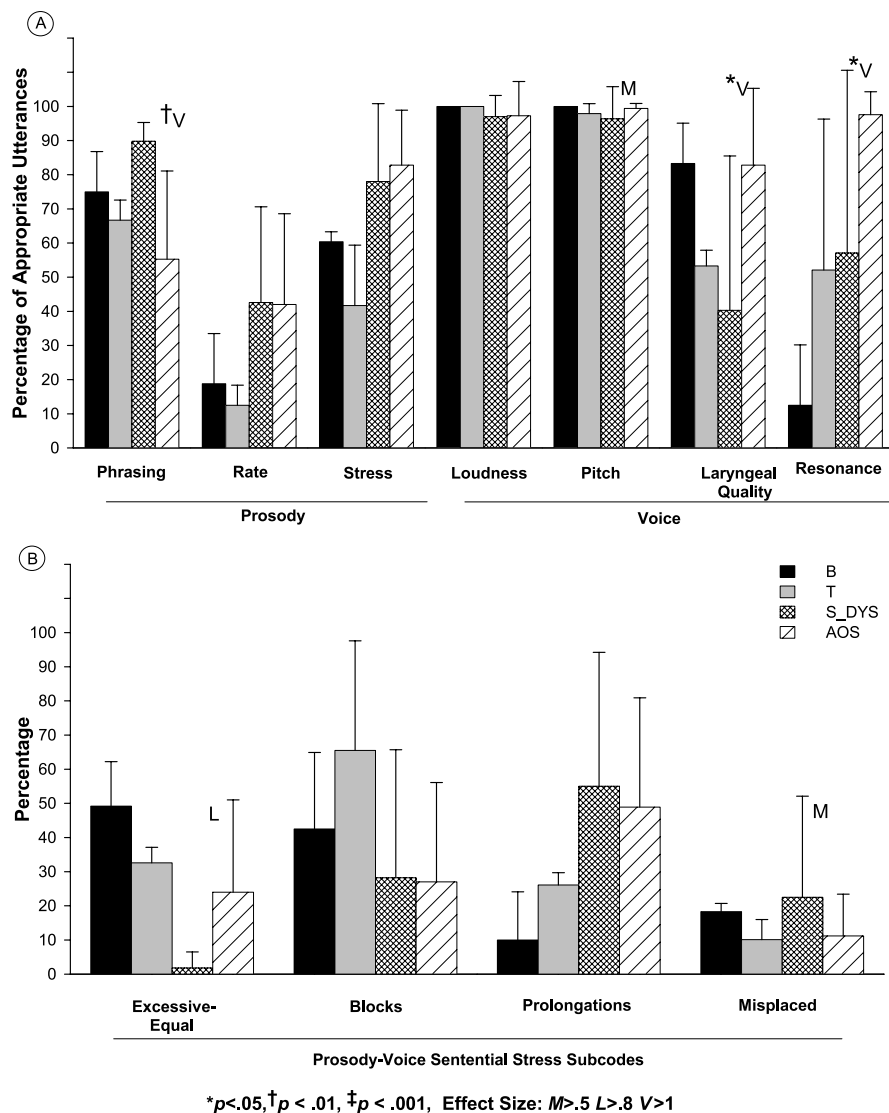 A
Percentage of Appropriate Utterances
100
90
80
70
60
50
40
30
20
10
0
†V
M
*V
*V
Phrasing Rate Stress Loudness Pitch Laryngeal Quality Resonance
Prosody Voice
B
Percentage
100
90
80
70
60
50
40
30
20
10
0
L
M
B
T
S_DYS
AOS
Excessive-Equal Blocks Prolongations Misplaced
Prosody-Voice Sentential Stress Subcodes
*p<.05, †p < .01, ‡p < .001, Effect Size: M>.5 L>.8 V>1